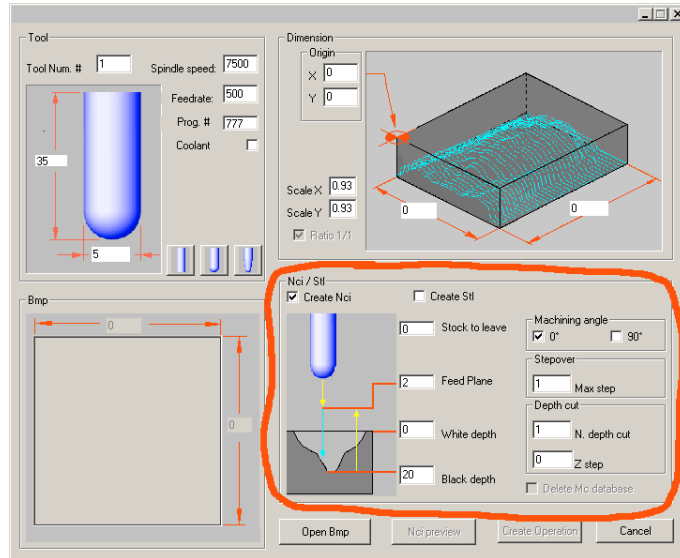 Tool
Tool Num. # 1 Spindle speed: 7500
Feedrate: 500
Prog. # 777
Coolant
35
5
Dimension
Origin
X 0
Y 0
Scale X 0.93
Scale Y 0.93
Ratio 1/1
0
0
Bmp
0
0
Nci / Stl
Create Nci Create Stl
0 Stock to leave
2 Feed Plane
0 White depth
20 Black depth
Machining angle
0° 90°
Stepover
1 Max step
Depth cut
1 N. depth cut
0 Z step
Delete Mc database
Open Bmp Nci preview Create Operation Cancel